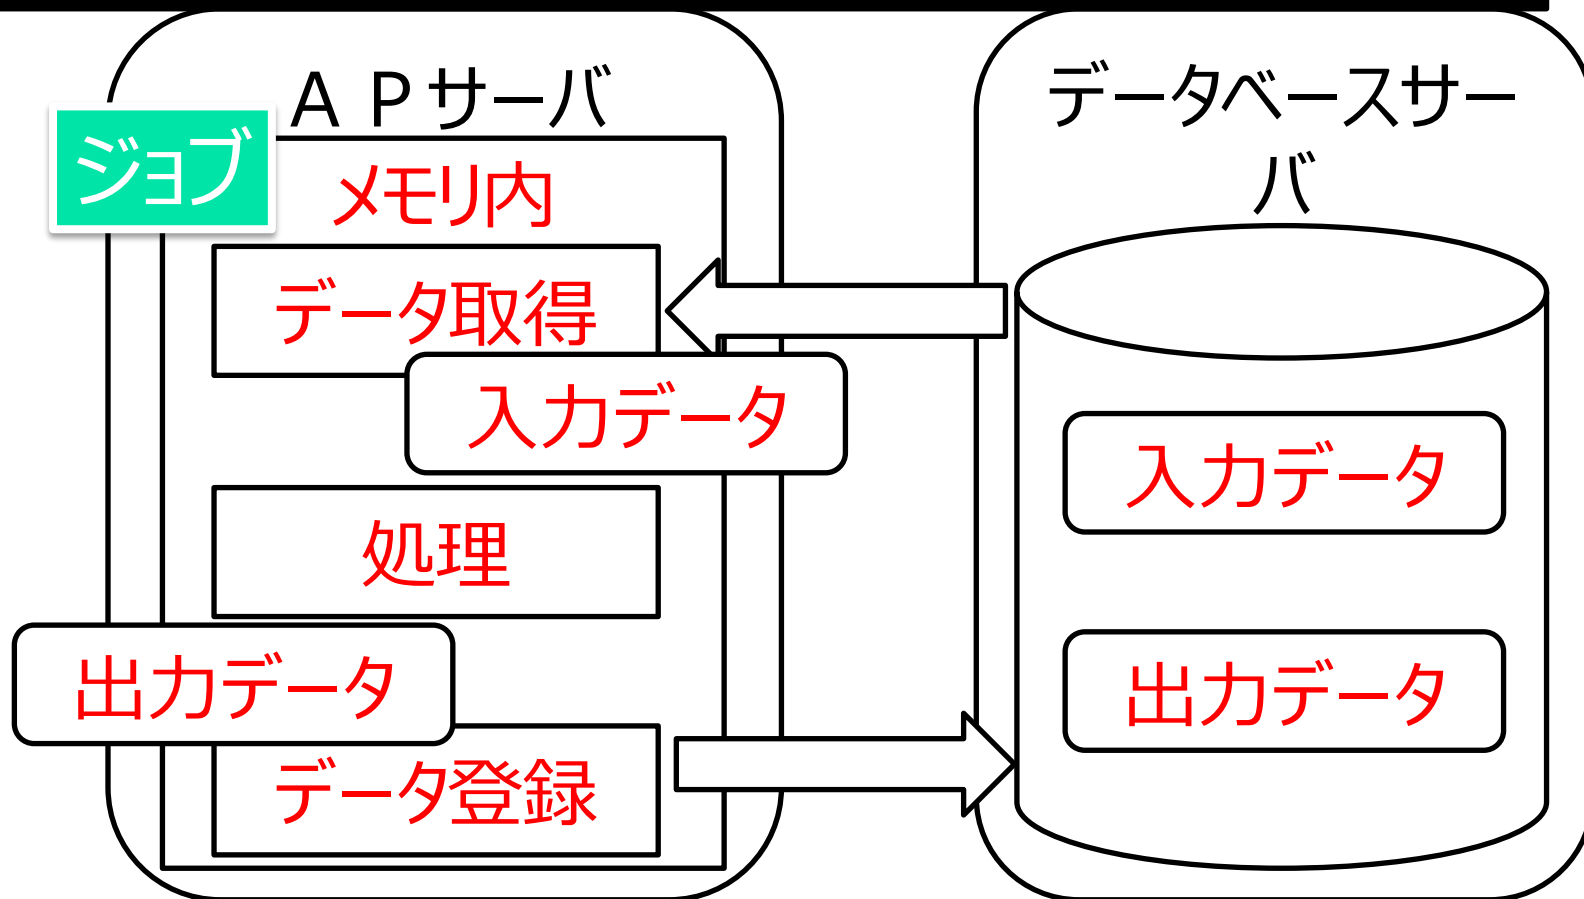 ＡＰサーバ
ジョブ
メモリ内
データ取得
入力データ
処理
出力データ
データ登録
データベースサー
バ
入力データ
出力データ